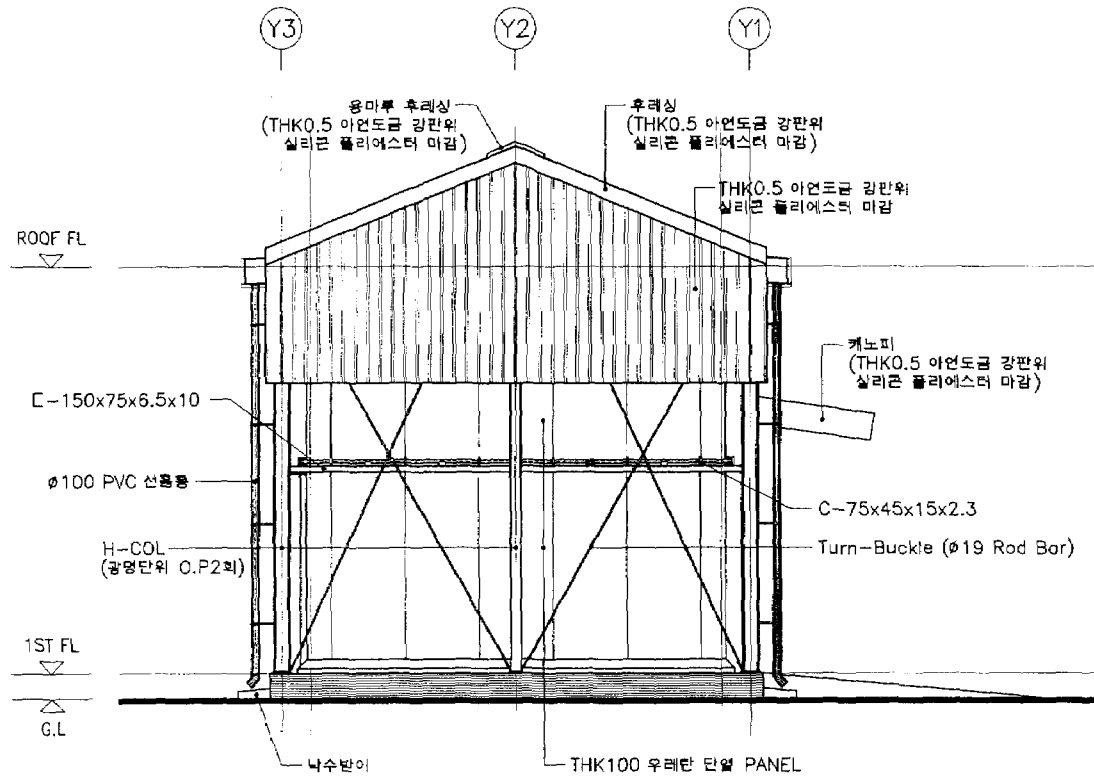 Y3
Y2
Y1
용마루 후레싱
(THK0.5 아연도금 강판위
실리콘 폴리에스터 마감)
후레싱
(THK0.5 아연도금 강판위
실리콘 폴리에스터 마감)
THK0.5 아연도금 강판위
실리콘 폴리에스터 마감
ROOF FL
캐노피
(THK0.5 아연도금 강판위
실리콘 폴리에스터 마감)
ㄷ-150x75x6.5x10
ø100 PVC 선홈통
C-75x45x15x2.3
H-COL
(광명단위 O.P2회)
Turn-Buckle (ø19 Rod Bar)
1ST FL
G.L
낙수받이
THK100 우레탄 단열 PANEL